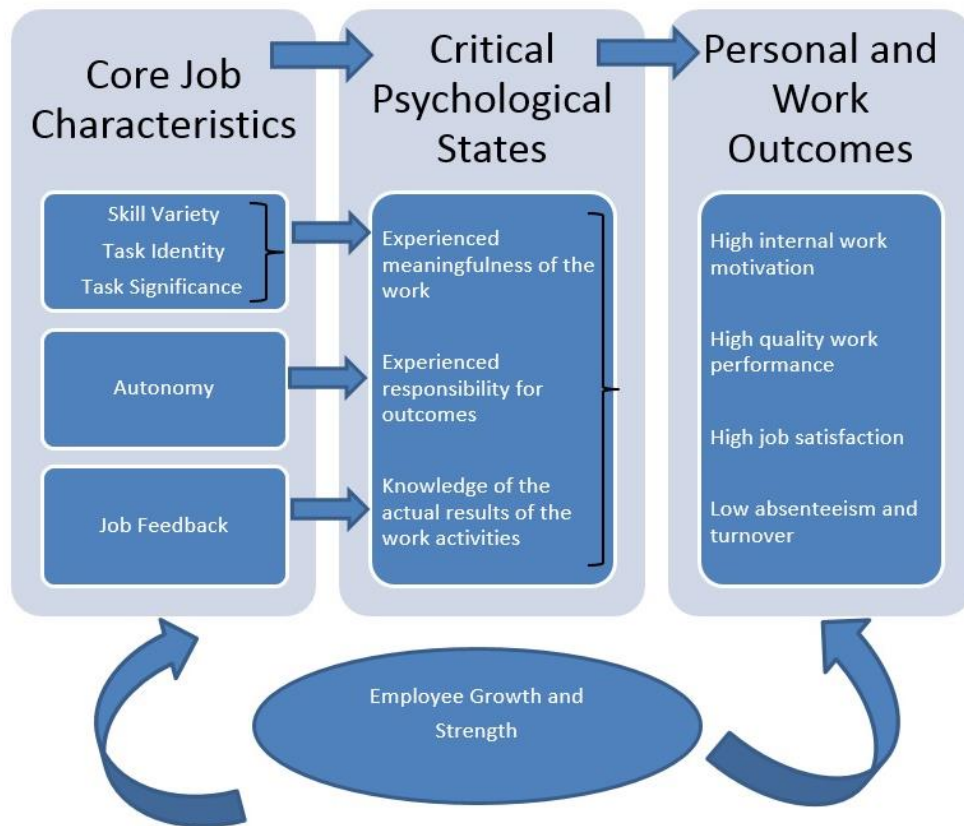 Core Job
Characteristics
Skill Variety
Task Identity
Task Significance
Autonomy
Job Feedback
Critical
Psychological
States
Experienced
meaningfulness of the
work
Experienced
responsibility for
outcomes
Knowledge of the
actual results of the
work activities
Personal and
Work
Outcomes
High internal work
motivation
High quality work
performance
High job satisfaction
Low absenteeism and
turnover
Employee Growth and
Strength